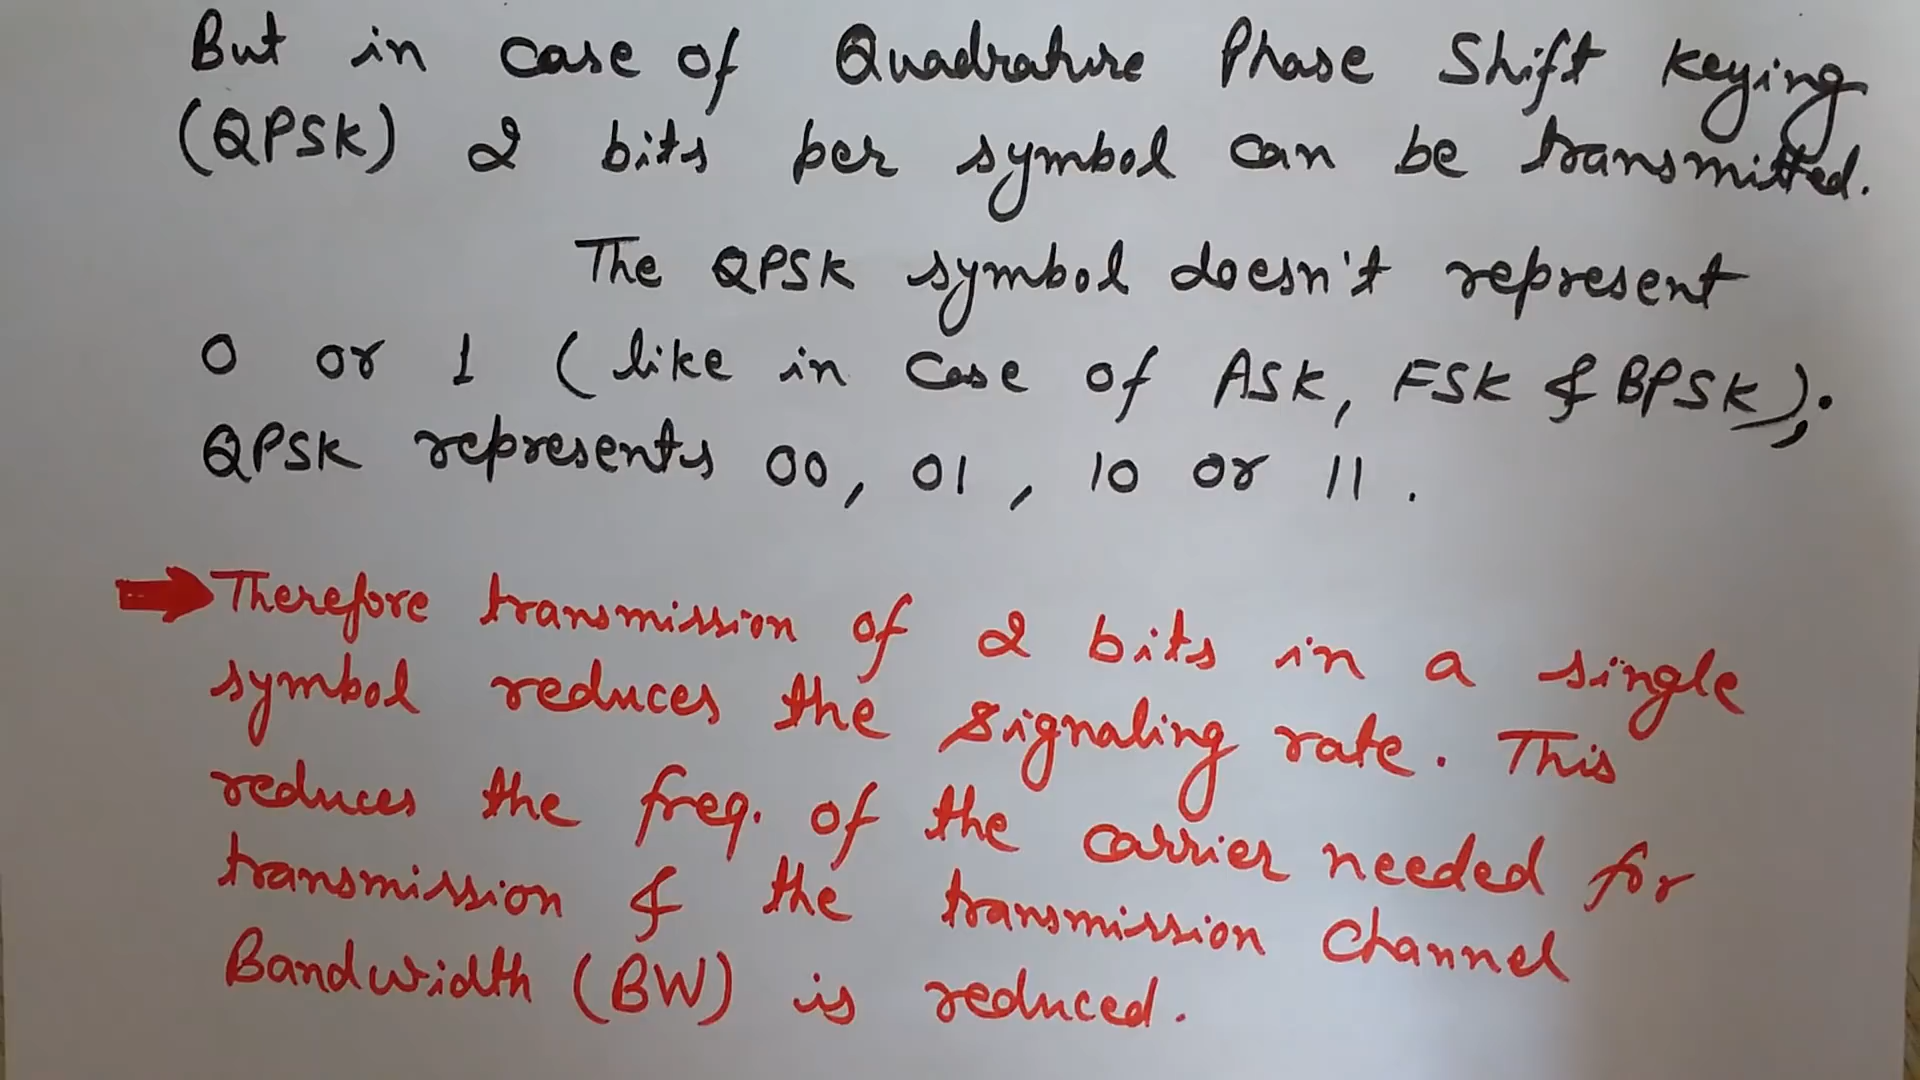 But in case of Quadrature Phase Shift Keying
(QPSK) 2 bits per symbol can be transmitted.
The QPSK symbol doesn't represent
0 or 1 (like in case of ASK, FSK & BPSK);
QPSK represents 00, 01, 10 or 11.
Therefore transmission of 2 bits in a single
symbol reduces the signaling rate. This
reduces the freq. of the carrier needed for
transmission & the transmission channel
Bandwidth (BW) is reduced.